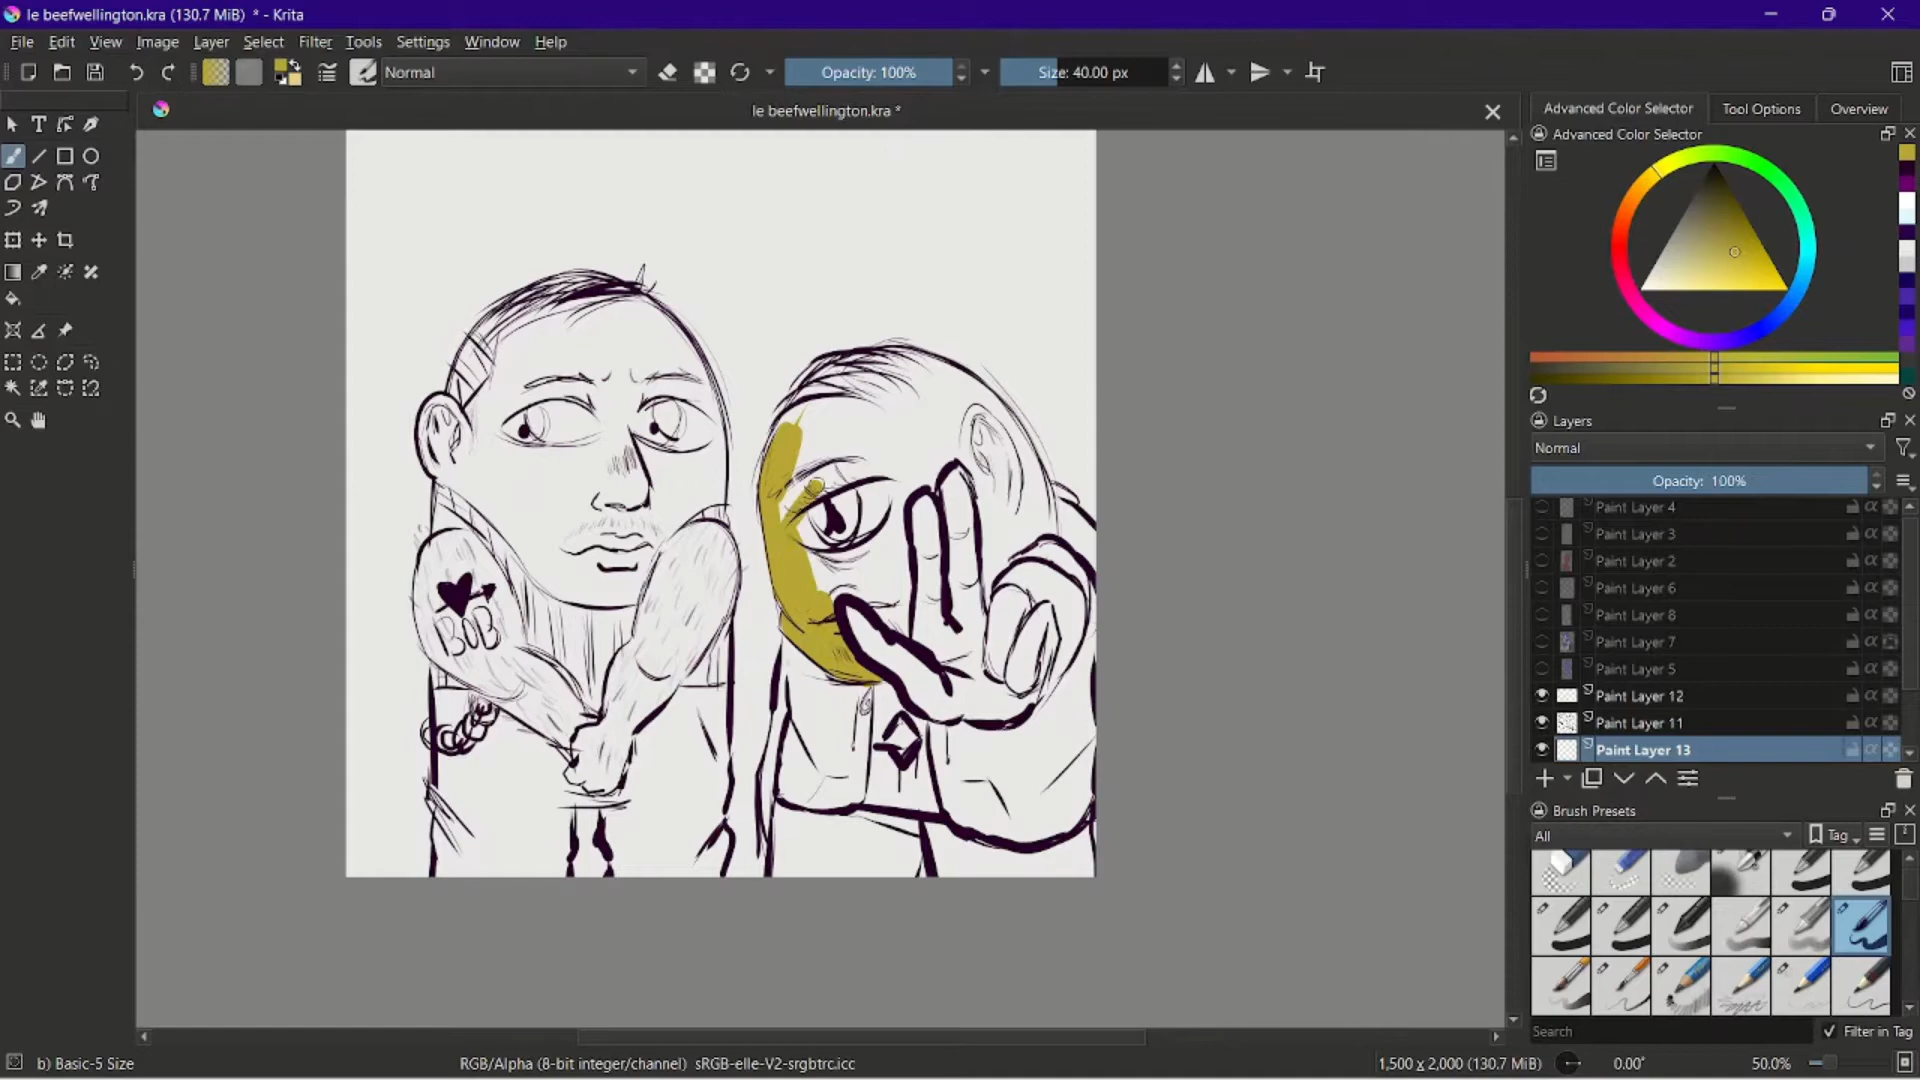 le beefwellington.kra (130.7 MiB) * - Krita
File Edit View Image Layer Select Filter Tools Settings Window Help
Normal
Opacity: 100%
Size: 40.00 px
le beefwellington.kra *
Advanced Color Selector Tool Options Overview
Advanced Color Selector
Layers
Normal
Opacity: 100%
Paint Layer 4
Paint Layer 3
Paint Layer 2
Paint Layer 6
Paint Layer 8
Paint Layer 7
Paint Layer 5
Paint Layer 12
Paint Layer 11
Paint Layer 13
BOB
Brush Presets
All
Tag
Search
Filter in Tag
b) Basic-5 Size
RGB/Alpha (8-bit integer/channel) sRGB-elle-V2-srgbtrc.icc
1,500 x 2,000 (130.7 MiB)
0.00°
50.0%